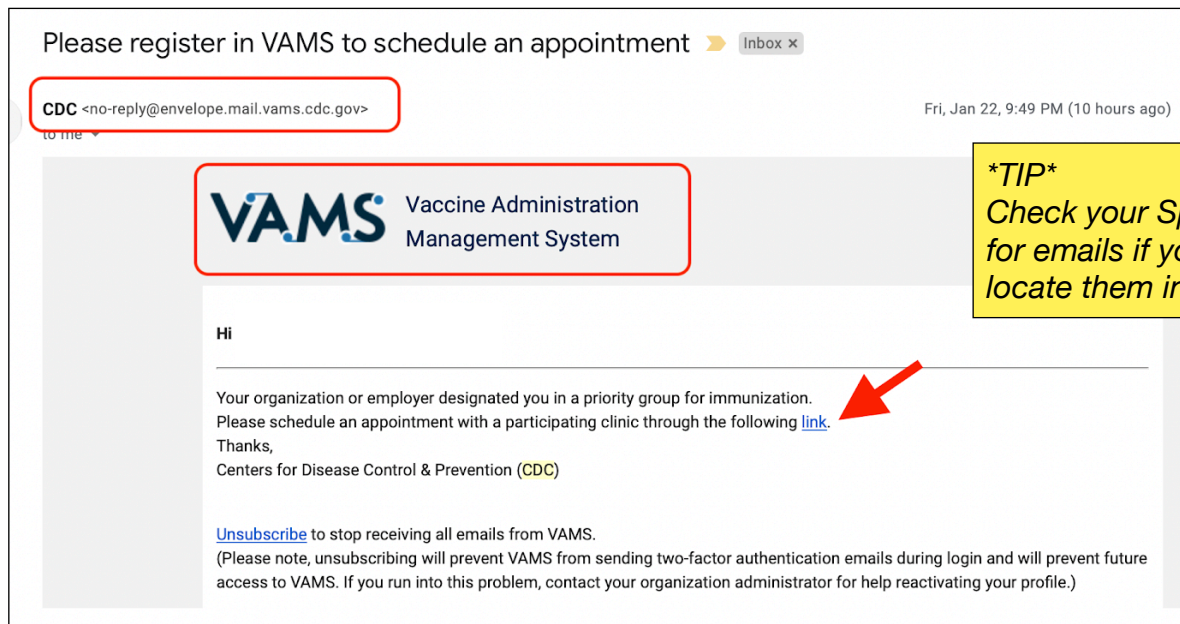 Please register in VAMS to schedule an appointment Inbox ×
CDC <no-reply@envelope.mail.vams.cdc.gov> Fri, Jan 22, 9:49 PM (10 hours ago)
to me
VAMS Vaccine Administration
Management System
*TIP*
Check your
for emails if
locate them
Hi
Your organization or employer designated you in a priority group for immunization.
Please schedule an appointment with a participating clinic through the following link.
Thanks,
Centers for Disease Control & Prevention (CDC)
Unsubscribe to stop receiving all emails from VAMS.
(Please note, unsubscribing will prevent VAMS from sending two-factor authentication emails during login and will prevent future
access to VAMS. If you run into this problem, contact your organization administrator for help reactivating your profile.)